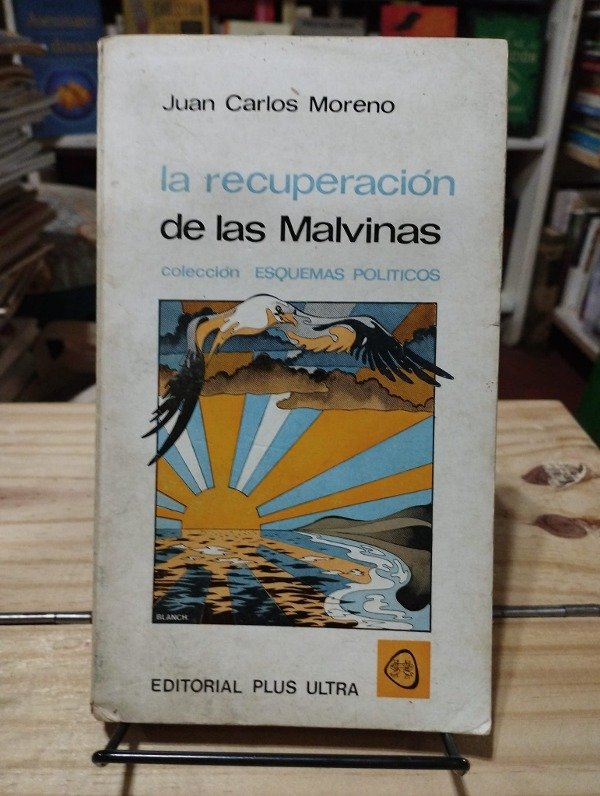 Juan Carlos Moreno
la recuperación
de las Malvinas
colección ESQUEMAS POLITICOS
BLANCH.
EDITORIAL PLUS ULTRA